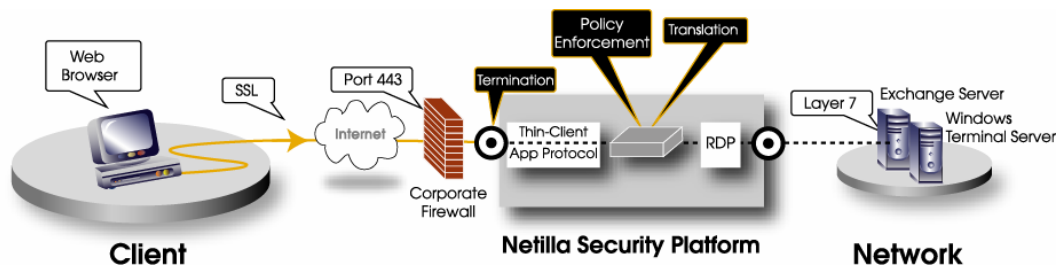 Web
Browser
SSL
Internet
Port 443
Corporate
Firewall
Termination
Policy
Enforcement
Translation
Thin-Client
App Protocol
RDP
Layer 7
Exchange Server
Windows
Terminal Server
Client
Netilla Security Platform
Network